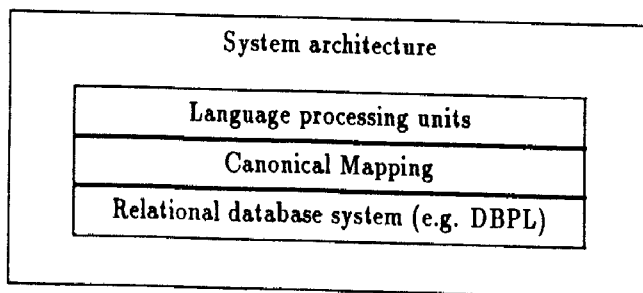 System architecture
Language processing units
Canonical Mapping
Relational database system (e.g. DBPL)